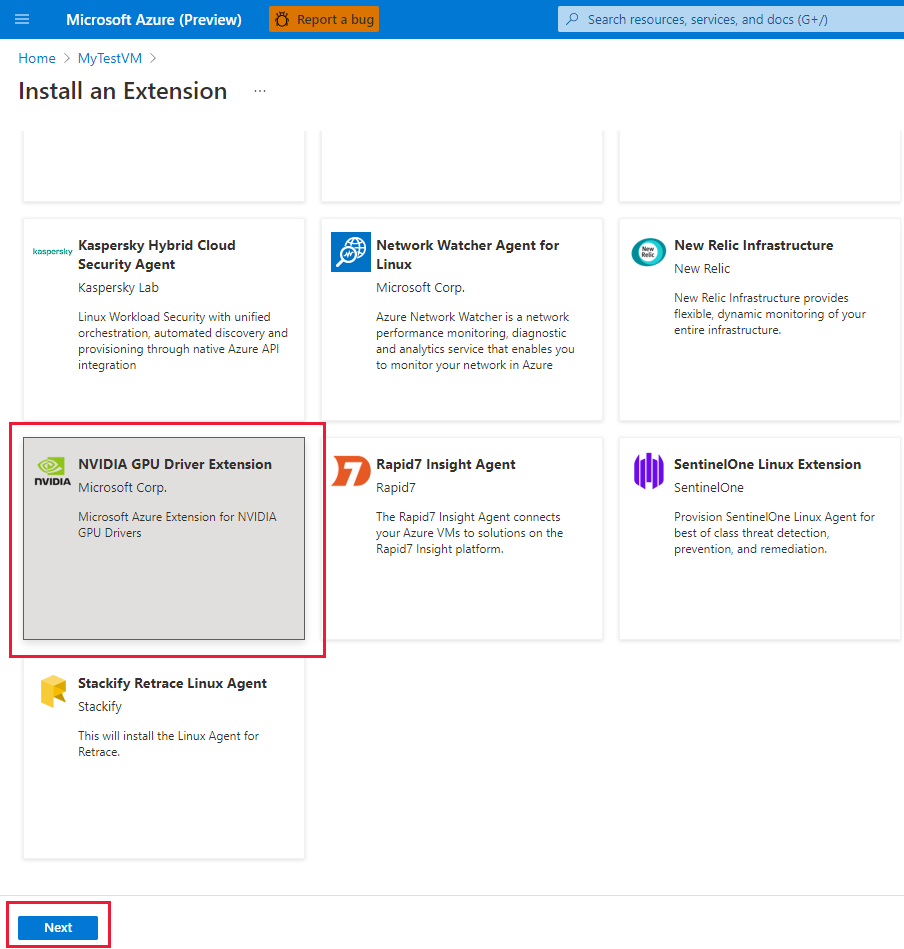 Microsoft Azure (Preview)
Report a bug
Search resources, services, and docs (G+/)
Home > MyTestVM >
Install an Extension ...
kaspersky
Kaspersky Hybrid Cloud
Security Agent
Kaspersky Lab
Linux Workload Security with unified
orchestration, automated discovery and
provisioning through native Azure API
integration
Network Watcher Agent for
Linux
Microsoft Corp.
Azure Network Watcher is a network
performance monitoring, diagnostic
and analytics service that enables you
to monitor your network in Azure
New
Relic
New Relic Infrastructure
New Relic
New Relic Infrastructure provides
flexible, dynamic monitoring of your
entire infrastructure.
NVIDIA
NVIDIA GPU Driver Extension
Microsoft Corp.
Microsoft Azure Extension for NVIDIA
GPU Drivers
Rapid7 Insight Agent
Rapid7
The Rapid7 Insight Agent connects
your Azure VMs to solutions on the
Rapid7 Insight platform.
SentinelOne Linux Extension
SentinelOne
Provision SentinelOne Linux Agent for
best of class threat detection,
prevention, and remediation.
Stackify Retrace Linux Agent
Stackify
This will install the Linux Agent for
Retrace.
Next